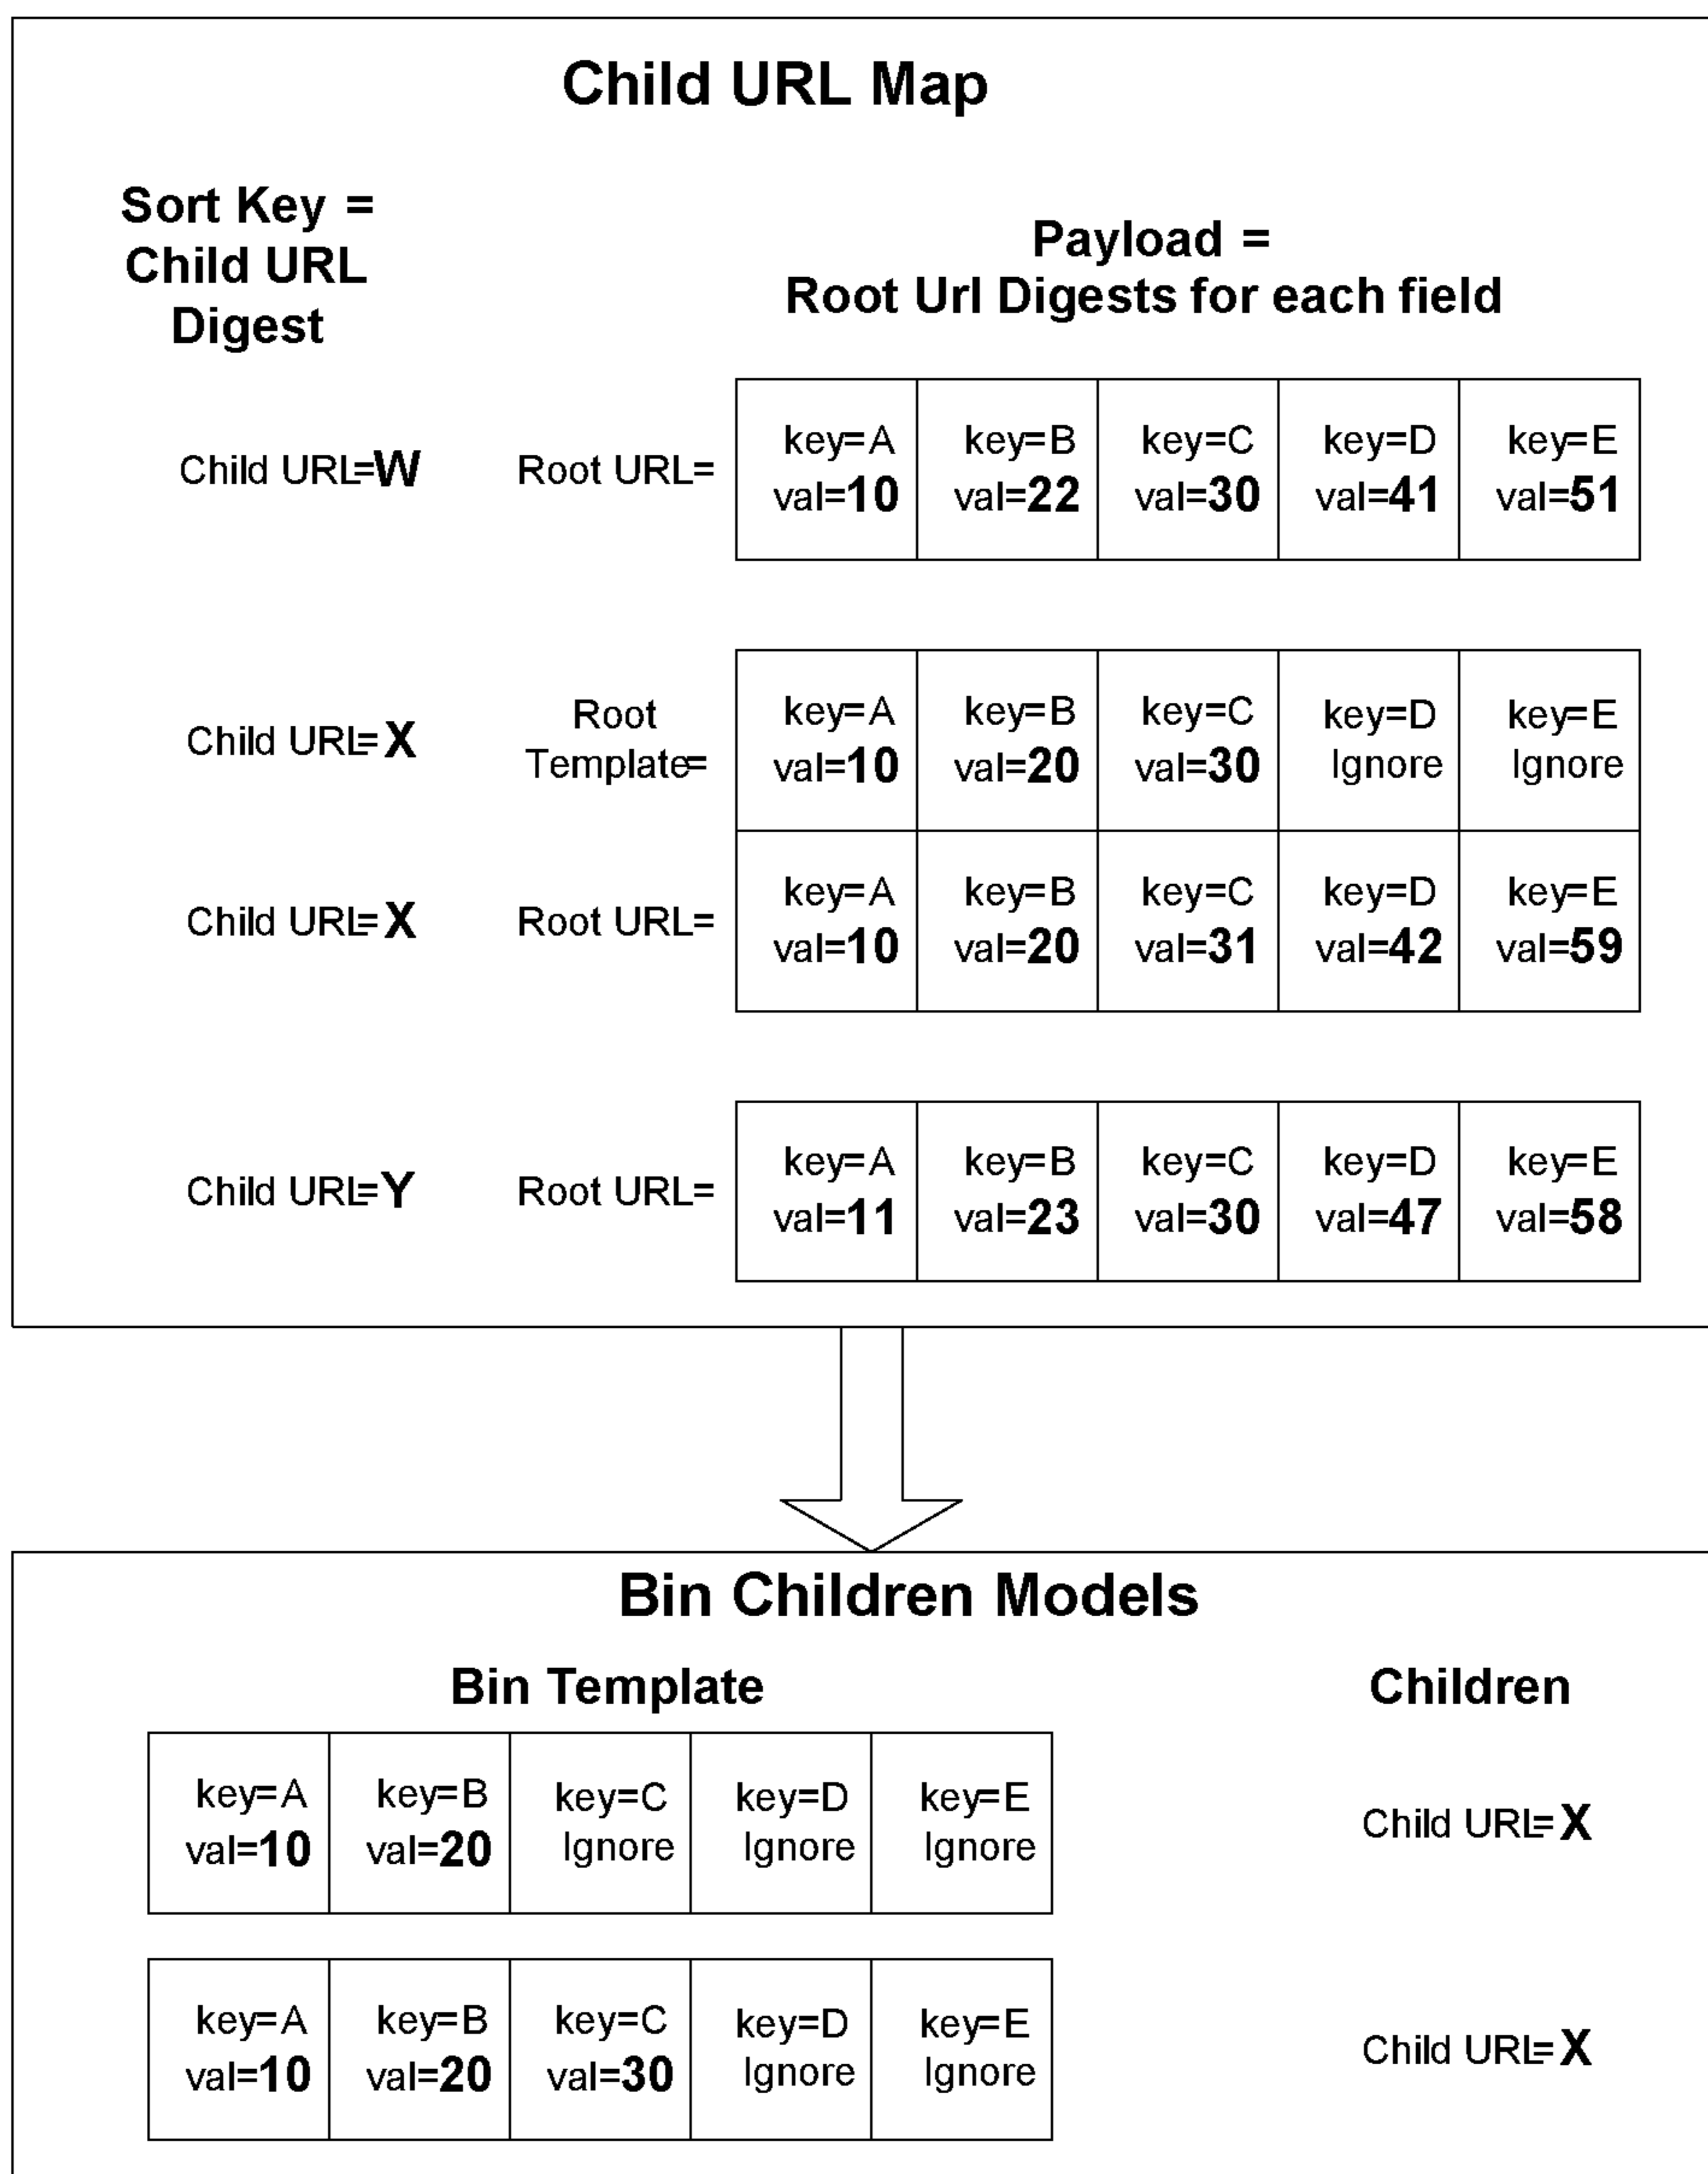 Child URL Map
Sort Key =
Child URL
Digest
Payload =
Root Url Digests for each field
Child URL=W
Root URL=
key=A key=B key=C key=D key=E
val=10 val=22 val=30 val=41 val=51
Child URL=X
Root
Template=
key=A key=B key=C key=D key=E
val=10 val=20 val=30 Ignore Ignore
Child URL=X
Root URL=
key=A key=B key=C key=D key=E
val=10 val=20 val=31 val=42 val=59
Child URL=Y
Root URL=
key=A key=B key=C key=D key=E
val=11 val=23 val=30 val=47 val=58
Bin Children Models
Bin Template
Children
key=A key=B key=C key=D key=E
val=10 val=20 Ignore Ignore Ignore
Child URL=X
key=A key=B key=C key=D key=E
val=10 val=20 val=30 Ignore Ignore
Child URL=X